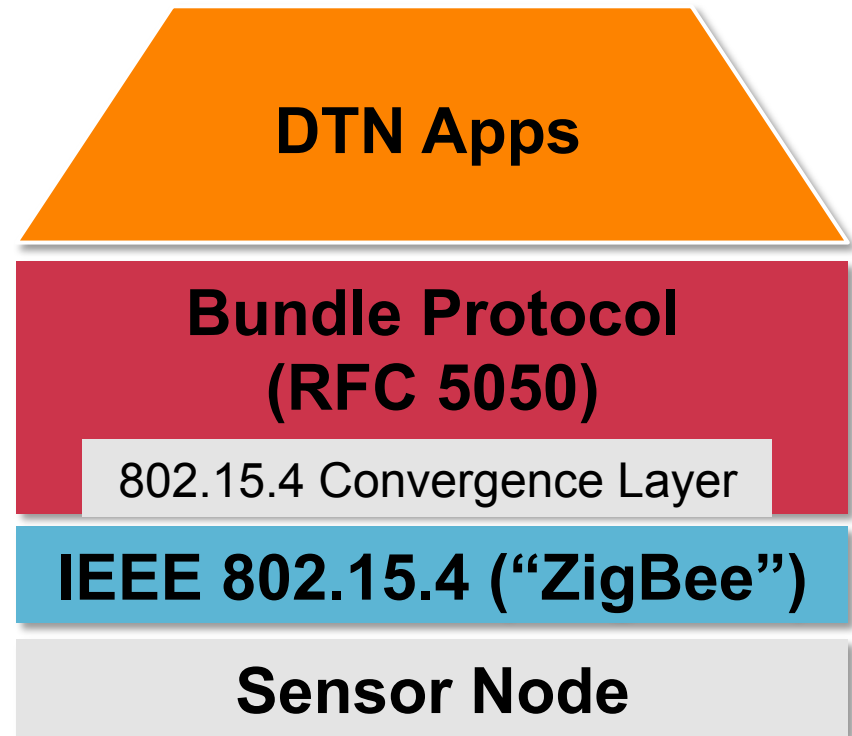 DTN Apps
Bundle Protocol
(RFC 5050)
802.15.4 Convergence Layer
IEEE 802.15.4 (“ZigBee”)
Sensor Node